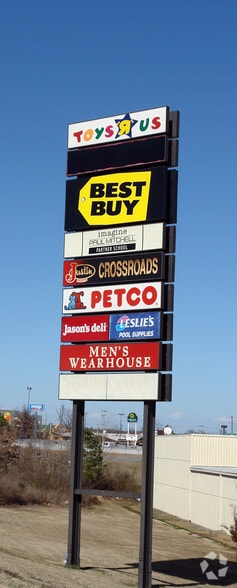 TOYS R US
BEST
BUY
imagine
PAUL MITCHELL
PARTNER SCHOOL
Justin CROSSROADS
PETCO
Jason's deli
LESLIE'S
POOL SUPPLIES
MEN'S
WEARHOUSE
CREXi